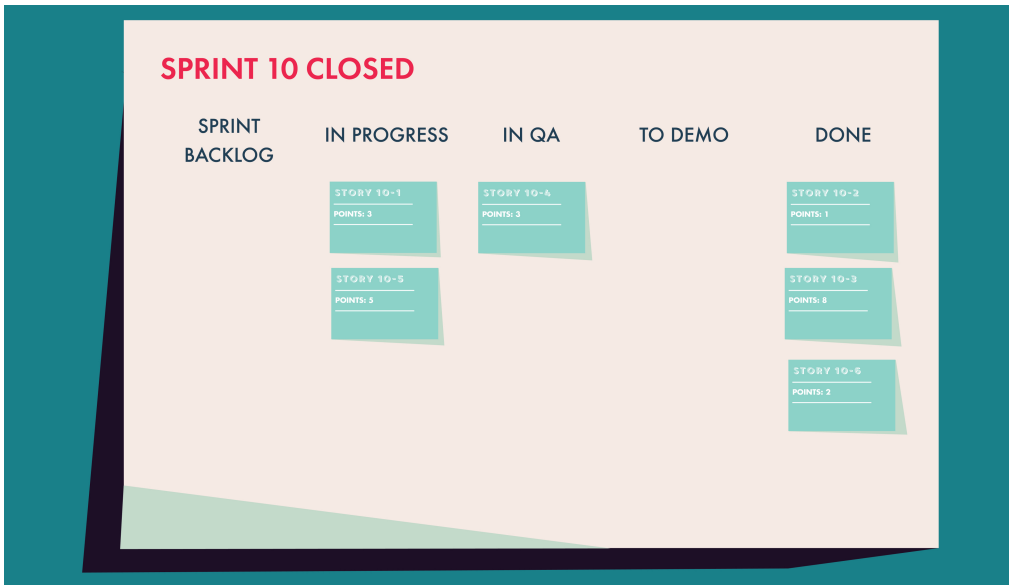 SPRINT 10 CLOSED
SPRINT
BACKLOG
IN PROGRESS
IN QA
TO DEMO
DONE
STORY 10-1
POINTS: 3
STORY 10-5
POINTS: 5
STORY 10-4
POINTS: 3
STORY 10-2
POINTS: 1
STORY 10-3
POINTS: 8
STORY 10-6
POINTS: 2